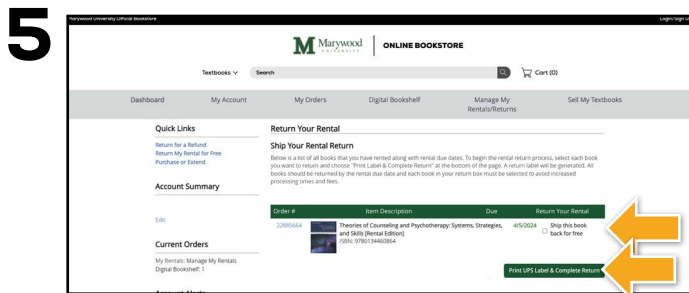 5
Marywood University Official Bookstore
Login/Sign U
M Marywood
UNIVERSITY
ONLINE BOOKSTORE
Textbooks
Search
Cart (0)
Dashboard
My Account
My Orders
Digital Bookshelf
Manage My
Rentals/Returns
Sell My Textbooks
Quick Links
Return for a Refund
Return My Rental for Free
Purchase or Extend
Account Summary
Edit
Current Orders
My Rentals: Manage My Rentals
Digital Bookshelf: 1
Return Your Rental
Ship Your Rental Return
Below is a list of all books that you have rented along with rental due dates. To begin the rental return process, select each book
you want to return and choose "Print Label & Complete Return" at the bottom of the page. A return label will be generated. All
books should be returned by the rental due date and each book in your return box must be selected to avoid increased
processing times and fees.
Order #
Item Description
Due
Return Your Rental
22885664
Theories of Counseling and Psychotherapy: Systems, Strategies,
and Skills [Rental Edition]
ISBN: 9780134460864
4/5/2024
Ship this book
back for free
Print UPS Label & Complete Return